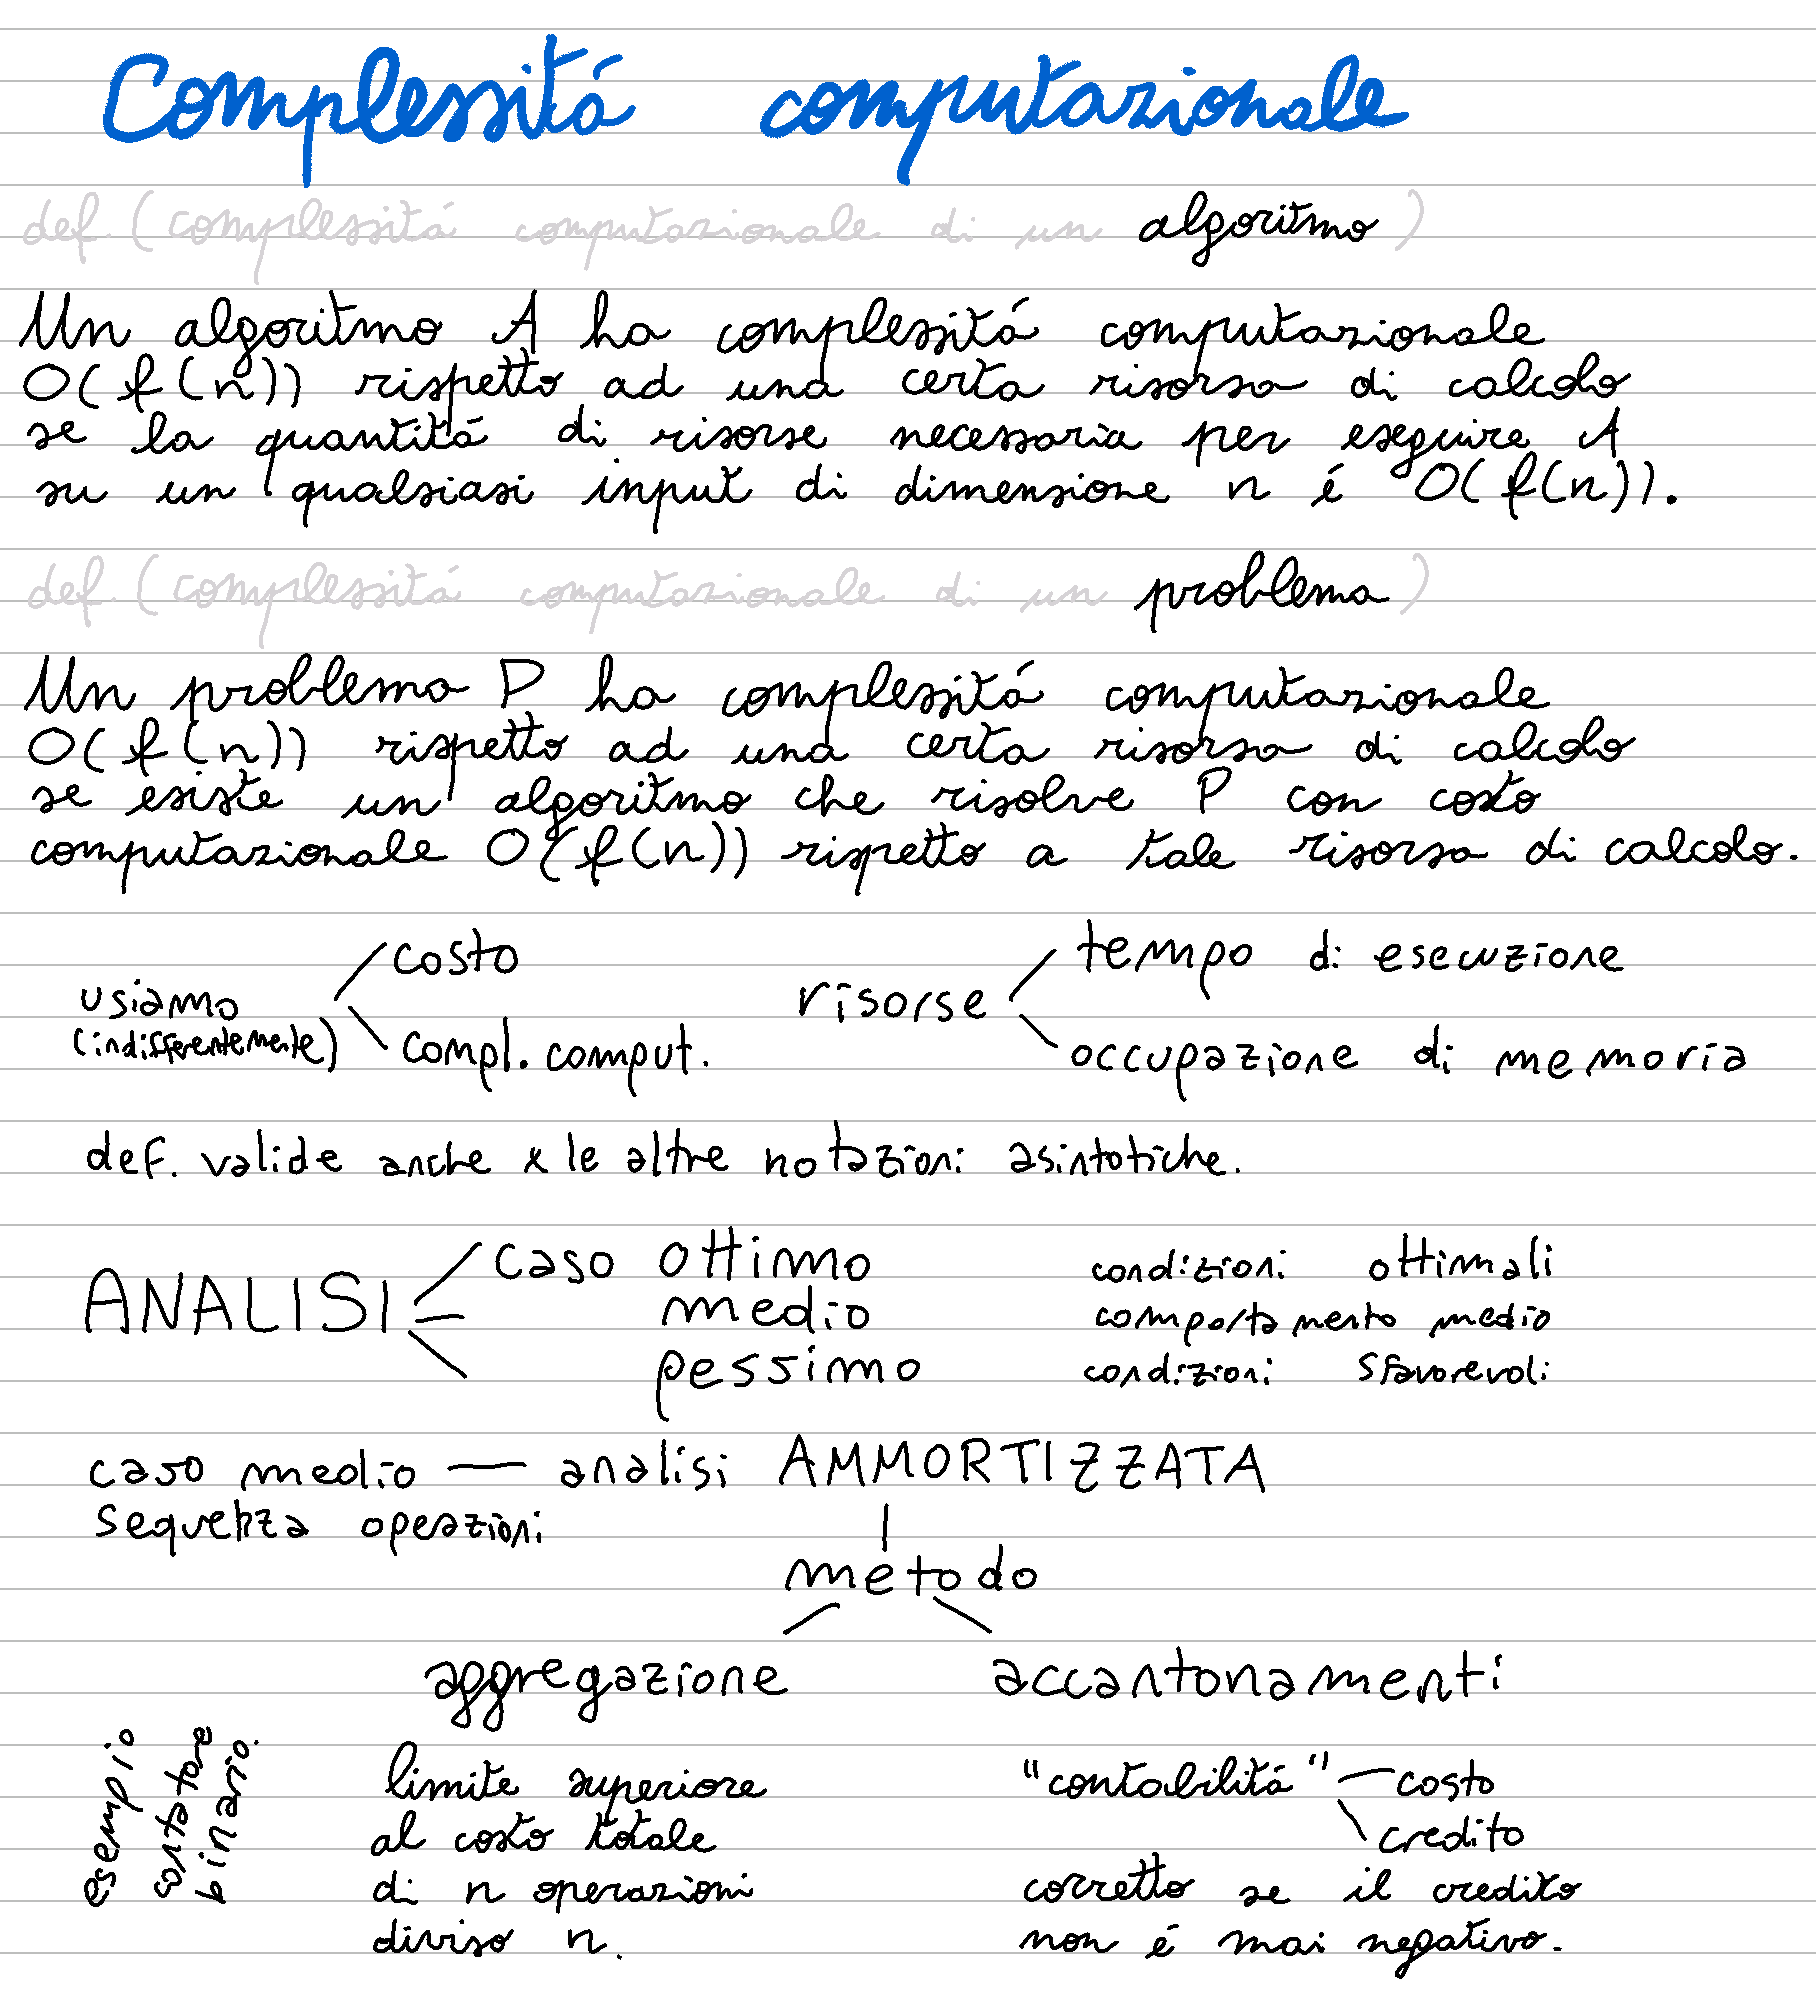 Complessitá computazionale
def. (complessitá computazionale di un algoritmo)
Un algoritmo A ha complessitá computazionale
O(f(n)) rispetto ad una certa risorsa di calcolo
se la quantitá di risorse necessaria per eseguire A
su un qualsiasi input di dimensione n é O(f(n)).
def. (complessitá computazionale di un problema)
Un problema P ha complessitá computazionale
O(f(n)) rispetto ad una certa risorsa di calcolo
se esiste un algoritmo che risolve P con costo
computazionale O(f(n)) rispetto a tale risorsa di calcolo.
usiamo
(indifferentemente)
costo
compl. comput.
risorse
tempo di esecuzione
occupazione di memoria
def. valide anche x le altre notazioni asintotiche.
ANALISI
caso ottimo condizioni ottimali
medio comportamento medio
pessimo condizioni sfavorevoli
caso medio — analisi AMMORTIZZATA
sequenza operazioni
metodo
aggregazione
accantonamenti
esempio
contatore
binario.
limite superiore
al costo totale
di n operazioni
diviso n.
"contabilitá" costo
credito
corretto se il credito
non é mai negativo.